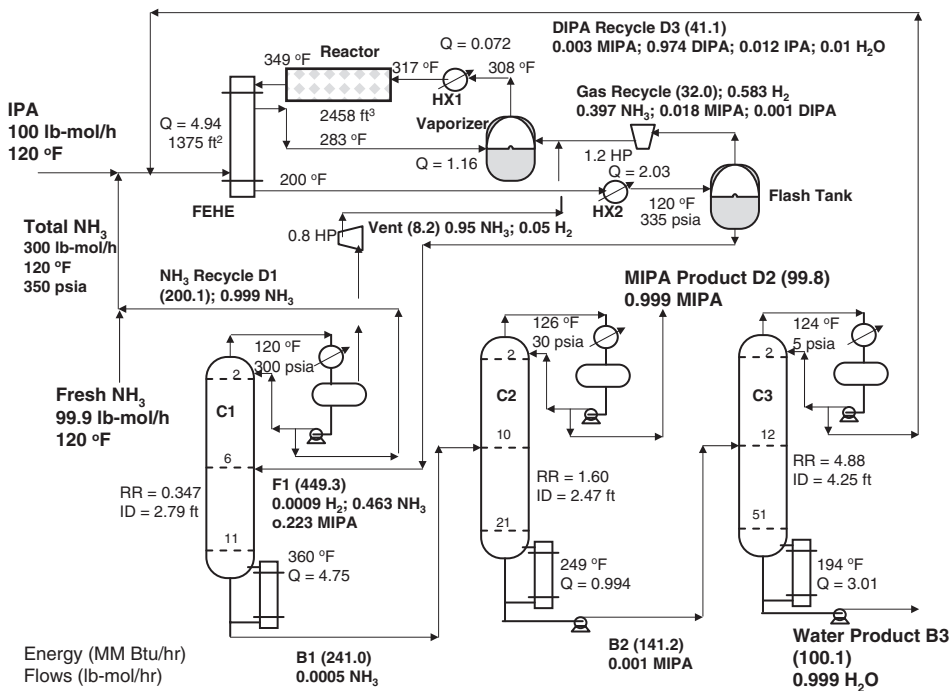 DIPA Recycle D3 (41.1)
0.003 MIPA; 0.974 DIPA; 0.012 IPA; 0.01 H₂O
Reactor
Q = 0.072
349 °F
317 °F
308 °F
HX1
Gas Recycle (32.0); 0.583 H₂
0.397 NH₃; 0.018 MIPA; 0.001 DIPA
IPA
100 lb-mol/h
120 °F
Q = 4.94
1375 ft²
2458 ft³
283 °F
Vaporizer
Q = 1.16
1.2 HP
Q = 2.03
200 °F
FEHE
HX2
120 °F
335 psia
Flash Tank
Total NH₃
300 lb-mol/h
120 °F
350 psia
0.8 HP
Vent (8.2) 0.95 NH₃; 0.05 H₂
NH₃ Recycle D1
(200.1); 0.999 NH₃
MIPA Product D2 (99.8)
0.999 MIPA
Fresh NH₃
99.9 lb-mol/h
120 °F
120 °F
300 psia
2
C1
6
11
RR = 0.347
ID = 2.79 ft
F1 (449.3)
0.0009 H₂; 0.463 NH₃
o.223 MIPA
360 °F
Q = 4.75
126 °F
30 psia
2
C2
10
21
RR = 1.60
ID = 2.47 ft
249 °F
Q = 0.994
124 °F
5 psia
2
C3
12
51
RR = 4.88
ID = 4.25 ft
194 °F
Q = 3.01
Energy (MM Btu/hr)
Flows (lb-mol/hr)
B1 (241.0)
0.0005 NH₃
B2 (141.2)
0.001 MIPA
Water Product B3
(100.1)
0.999 H₂O